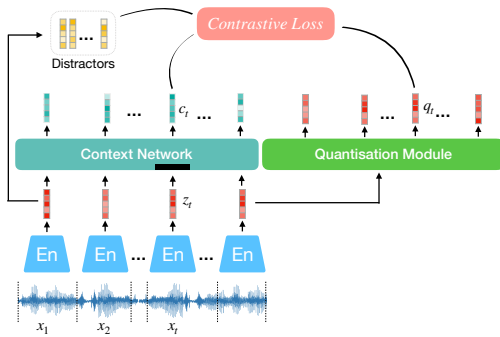 Contrastive Loss
...
Distractors
c_t
q_t
... ...
... ...
Context Network
Quantisation Module
z_t
En En ... En ... En
x_1 x_2 x_t